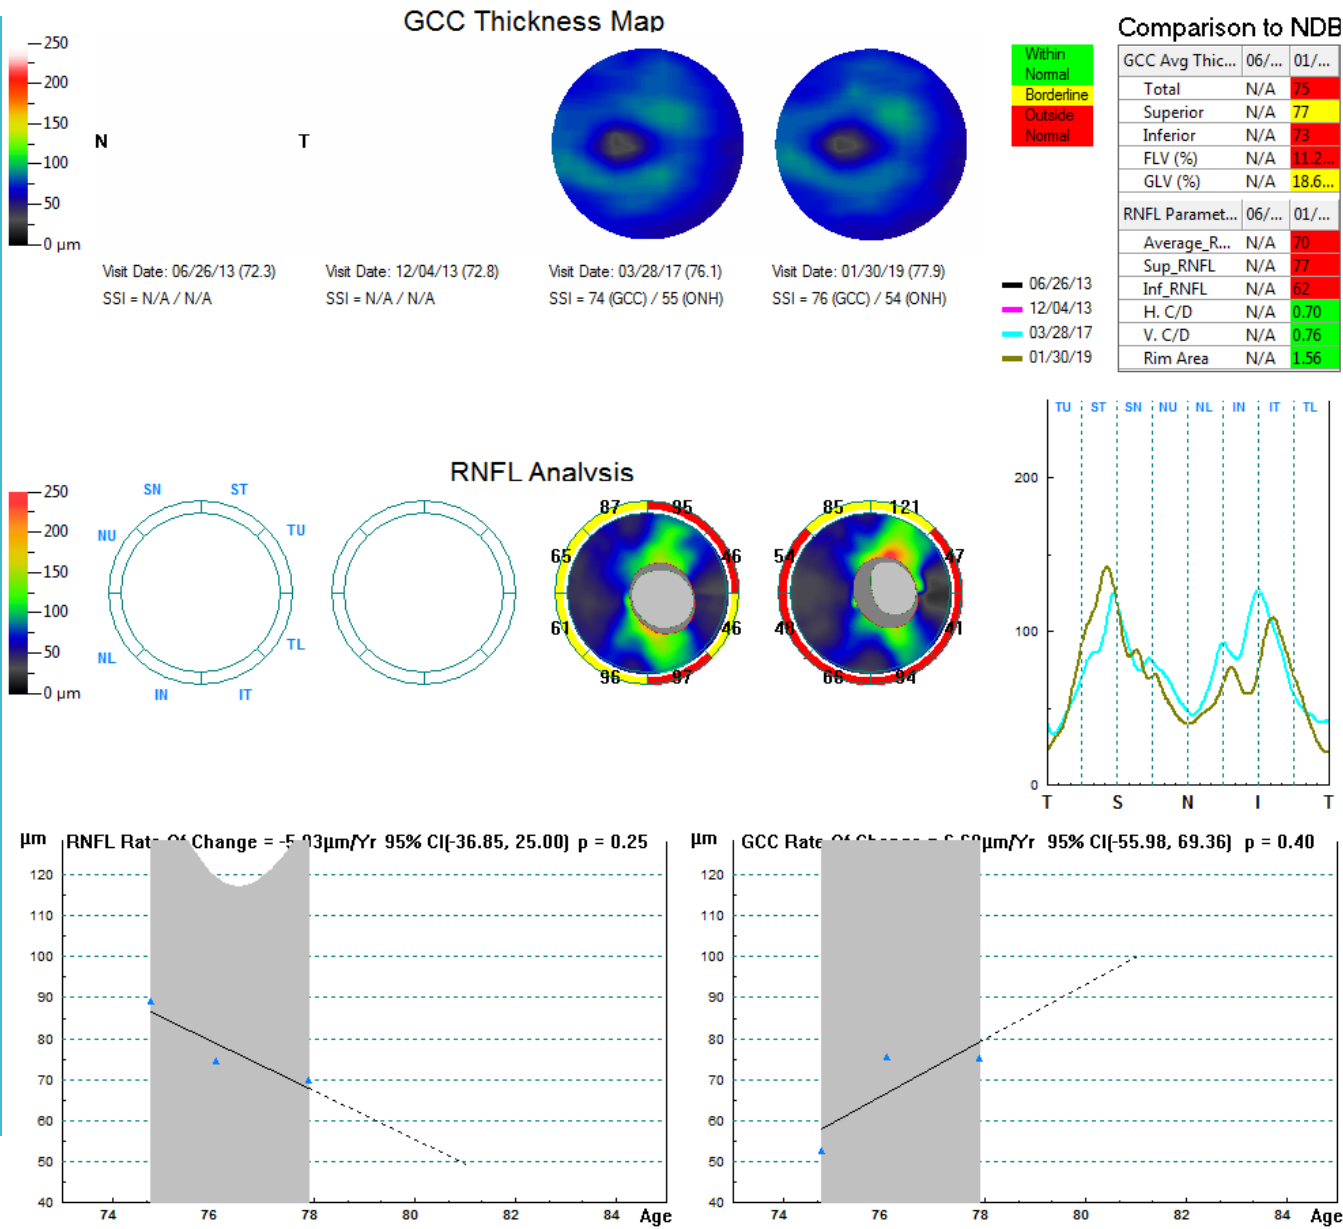 GCC Thickness Map
Comparison to NDB
250
200
150
100
50
0 µm
N
T
Within
Normal
Borderline
Outside
Normal
GCC Avg Thic... 06/... 01/...
Total N/A 75
Superior N/A 77
Inferior N/A 73
FLV (%) N/A 11.2...
GLV (%) N/A 18.6...
RNFL Paramet... 06/... 01/...
Average_R... N/A 70
Sup_RNFL N/A 77
Inf_RNFL N/A 62
H. C/D N/A 0.70
V. C/D N/A 0.76
Rim Area N/A 1.56
Visit Date: 06/26/13 (72.3)
SSI = N/A / N/A
Visit Date: 12/04/13 (72.8)
SSI = N/A / N/A
Visit Date: 03/28/17 (76.1)
SSI = 74 (GCC) / 55 (ONH)
Visit Date: 01/30/19 (77.9)
SSI = 76 (GCC) / 54 (ONH)
06/26/13
12/04/13
03/28/17
01/30/19
RNFL Analysis
250
200
150
100
50
0 µm
SN ST
NU TU
NL TL
IN IT
87 95
65 46
61 46
96 97
85 121
54 47
48 41
66 94
TU ST SN NU NL IN IT TL
200
100
0
T S N I T
µm RNFL Rate Of Change = -5.93µm/Yr 95% CI(-36.85, 25.00) p = 0.25
120
110
100
90
80
70
60
50
40
74 76 78 80 82 84 Age
µm GCC Rate Of Change = µm/Yr 95% CI(-55.98, 69.36) p = 0.40
120
110
100
90
80
70
60
50
40
74 76 78 80 82 84 Age